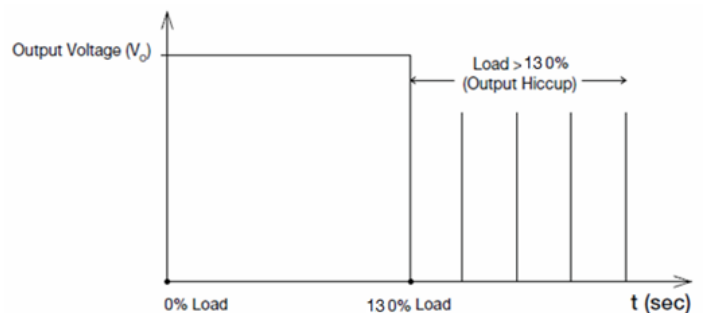 Output Voltage (Vo)
Load >130%
(Output Hiccup)
0% Load
130% Load
t (sec)